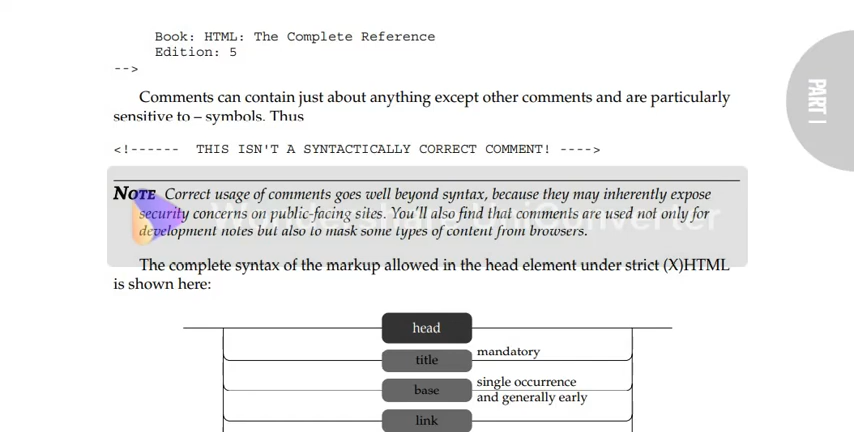 Book: HTML: The Complete Reference
Edition: 5
-->
PART I
Comments can contain just about anything except other comments and are particularly
sensitive to – symbols. Thus
<!------ THIS ISN'T A SYNTACTICALLY CORRECT COMMENT! ---->
NOTE Correct usage of comments goes well beyond syntax, because they may inherently expose
security concerns on public-facing sites. You'll also find that comments are used not only for
development notes but also to mask some types of content from browsers.
Wondershare UniConverter
The complete syntax of the markup allowed in the head element under strict (X)HTML
is shown here:
head
title
mandatory
base
single occurrence
and generally early
link